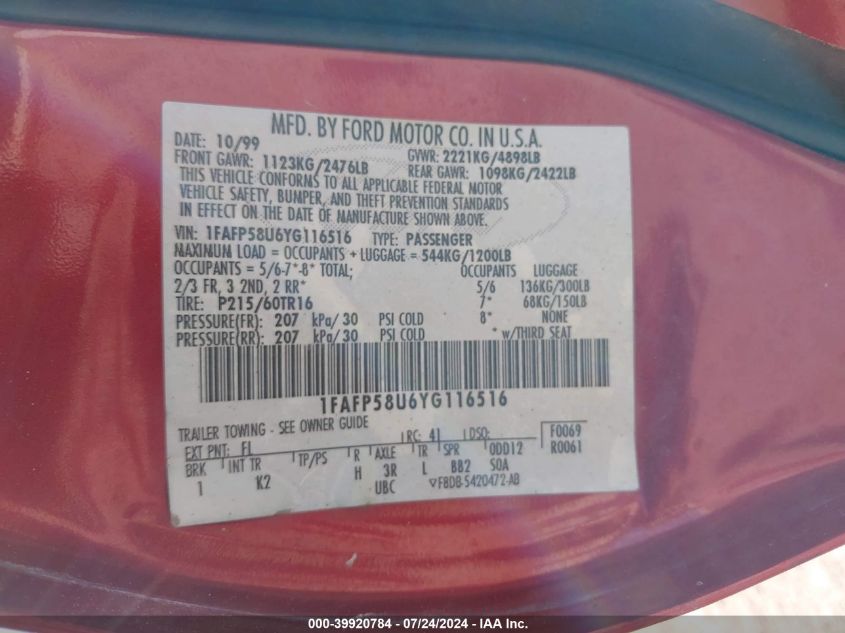 MFD. BY FORD MOTOR CO. IN U.S.A.
DATE: 10/99 GVWR: 2221KG/4898LB
FRONT GAWR: 1123KG/2476LB REAR GAWR: 1098KG/2422LB
THIS VEHICLE CONFORMS TO ALL APPLICABLE FEDERAL MOTOR
VEHICLE SAFETY, BUMPER, AND THEFT PREVENTION STANDARDS
IN EFFECT ON THE DATE OF MANUFACTURE SHOWN ABOVE.
VIN: 1FAFP58U6YG116516 TYPE: PASSENGER
MAXIMUM LOAD = OCCUPANTS + LUGGAGE = 544KG/1200LB
OCCUPANTS = 5/6-7*-8* TOTAL; OCCUPANTS LUGGAGE
2/3 FR, 3 2ND, 2 RR* 5/6 136KG/300LB
TIRE: P215/60TR16 7* 68KG/150LB
PRESSURE(FR): 207 kPa/30 PSI COLD 8* NONE
PRESSURE(RR): 207 kPa/30 PSI COLD * W/THIRD SEAT
1FAFP58U6YG116516
TRAILER TOWING - SEE OWNER GUIDE
EXT PNT: FL RC: 41 DSO: F0069
BRK INT TR TP/PS R AXLE TR SPR ODD12 R0061
1 K2 H 3R L BB2 SOA
UBC ▽F8DB-5420472-AB
000-39920784 - 07/24/2024 - COPYRIGHT IAA, LLC.